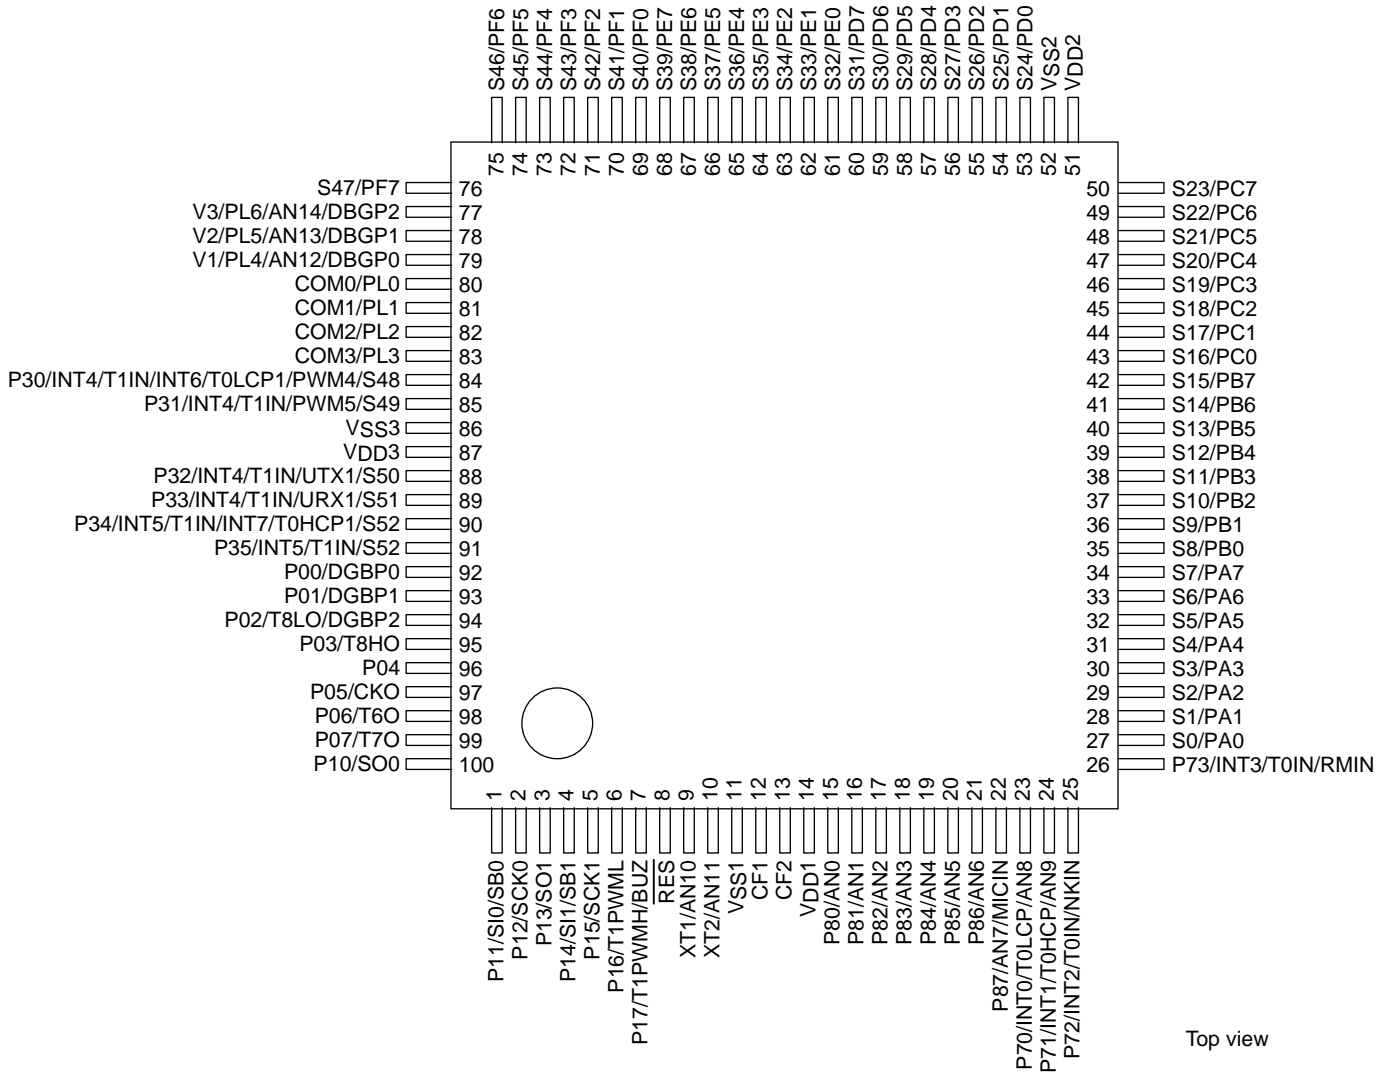 S46/PF6
S45/PF5
S44/PF4
S43/PF3
S42/PF2
S41/PF1
S40/PF0
S39/PE7
S38/PE6
S37/PE5
S36/PE4
S35/PE3
S34/PE2
S33/PE1
S32/PE0
S31/PD7
S30/PD6
S29/PD5
S28/PD4
S27/PD3
S26/PD2
S25/PD1
S24/PD0
VSS2
VDD2
75 74 73 72 71 70 69 68 67 66 65 64 63 62 61 60 59 58 57 56 55 54 53 52 51
S47/PF7 76
V3/PL6/AN14/DBGP2 77
V2/PL5/AN13/DBGP1 78
V1/PL4/AN12/DBGP0 79
COM0/PL0 80
COM1/PL1 81
COM2/PL2 82
COM3/PL3 83
P30/INT4/T1IN/INT6/T0LCP1/PWM4/S48 84
P31/INT4/T1IN/PWM5/S49 85
VSS3 86
VDD3 87
P32/INT4/T1IN/UTX1/S50 88
P33/INT4/T1IN/URX1/S51 89
P34/INT5/T1IN/INT7/T0HCP1/S52 90
P35/INT5/T1IN/S52 91
P00/DGBP0 92
P01/DGBP1 93
P02/T8LO/DGBP2 94
P03/T8HO 95
P04 96
P05/CKO 97
P06/T6O 98
P07/T7O 99
P10/SO0 100
50 S23/PC7
49 S22/PC6
48 S21/PC5
47 S20/PC4
46 S19/PC3
45 S18/PC2
44 S17/PC1
43 S16/PC0
42 S15/PB7
41 S14/PB6
40 S13/PB5
39 S12/PB4
38 S11/PB3
37 S10/PB2
36 S9/PB1
35 S8/PB0
34 S7/PA7
33 S6/PA6
32 S5/PA5
31 S4/PA4
30 S3/PA3
29 S2/PA2
28 S1/PA1
27 S0/PA0
26 P73/INT3/T0IN/RMIN
1 2 3 4 5 6 7 8 9 10 11 12 13 14 15 16 17 18 19 20 21 22 23 24 25
P11/SI0/SB0
P12/SCK0
P13/SO1
P14/SI1/SB1
P15/SCK1
P16/T1PWML
P17/T1PWMH/BUZ
RES
XT1/AN10
XT2/AN11
VSS1
CF1
CF2
VDD1
P80/AN0
P81/AN1
P82/AN2
P83/AN3
P84/AN4
P85/AN5
P86/AN6
P87/AN7/MICIN
P70/INT0/T0LCP/AN8
P71/INT1/T0HCP/AN9
P72/INT2/T0IN/NKIN
Top view